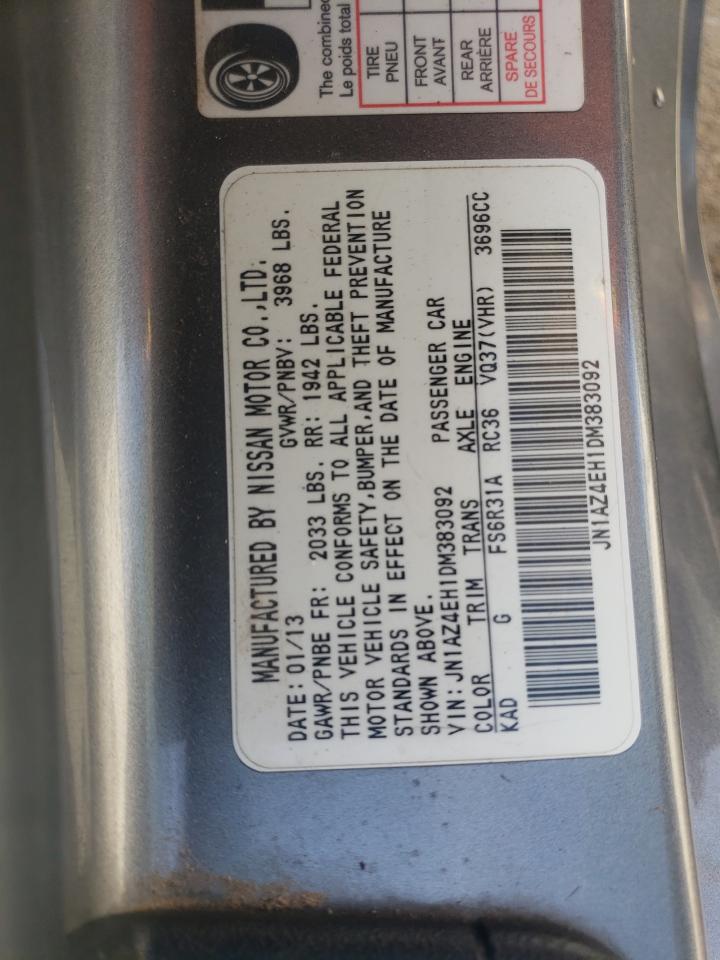 MANUFACTURED BY NISSAN MOTOR CO.,LTD.
DATE: 01/13 GVWR/PNBV: 3968 LBS.
GAWR/PNBE FR: 2033 LBS. RR: 1942 LBS.
THIS VEHICLE CONFORMS TO ALL APPLICABLE FEDERAL
MOTOR VEHICLE SAFETY,BUMPER,AND THEFT PREVENTION
STANDARDS IN EFFECT ON THE DATE OF MANUFACTURE
SHOWN ABOVE.
VIN: JN1AZ4EH1DM383092 PASSENGER CAR
COLOR TRIM TRANS AXLE ENGINE
KAD G FS6R31A RC36 VQ37(VHR) 3696CC
JN1AZ4EH1DM383092
The combined
Le poids total
TIRE
PNEU
FRONT
AVANT
REAR
ARRIÈRE
SPARE
DE SECOURS